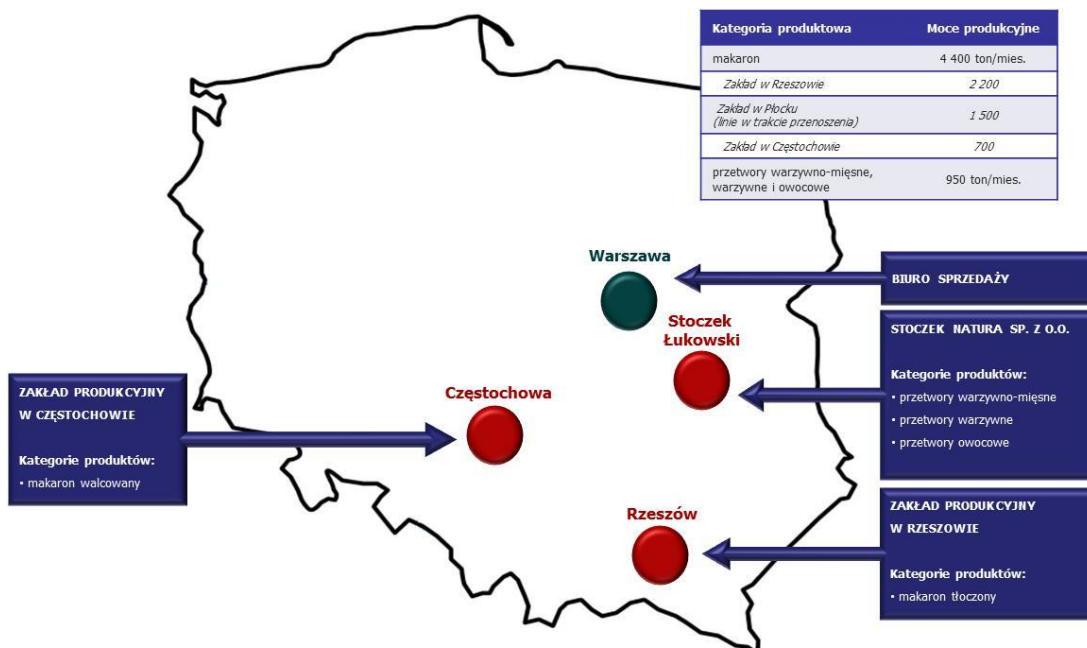 Kategoria produktowa Moce produkcyjne
makaron 4 400 ton/mies.
Zakład w Rzeszowie 2 200
Zakład w Płocku
(linie w trakcie przenoszenia) 1 500
Zakład w Częstochowie 700
przetwory warzywno-mięsne,
warzywne i owocowe 950 ton/mies.
Warszawa
BIURO SPRZEDAŻY
Stoczek
Łukowski
STOCZEK NATURA SP. Z O.O.
Kategorie produktów:
• przetwory warzywno-mięsne
• przetwory warzywne
• przetwory owocowe
ZAKŁAD PRODUKCYJNY
W CZĘSTOCHOWIE
Kategorie produktów:
• makaron walcowany
Częstochowa
Rzeszów
ZAKŁAD PRODUKCYJNY
W RZESZOWIE
Kategorie produktów:
• makaron tłoczony